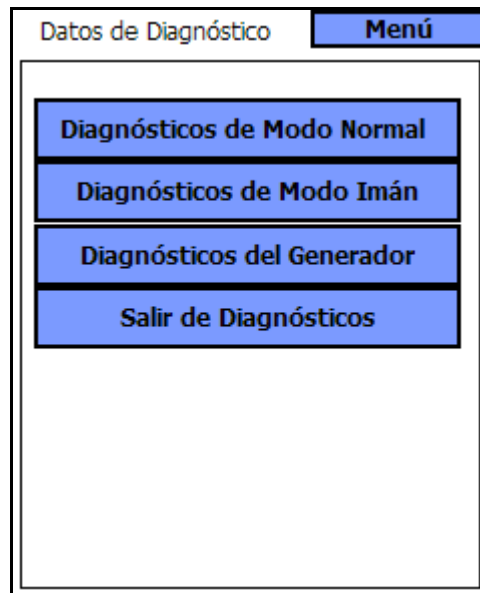 Datos de Diagnóstico
Menú
Diagnósticos de Modo Normal
Diagnósticos de Modo Imán
Diagnósticos del Generador
Salir de Diagnósticos